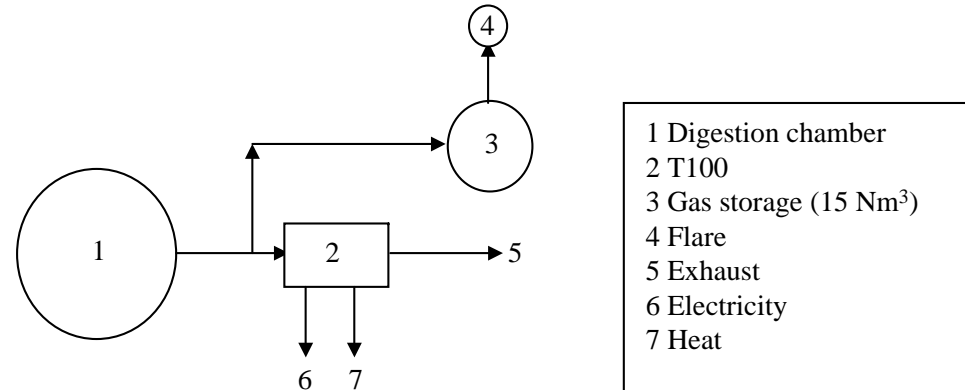 4
3
1
2
5
6 7
1 Digestion chamber
2 T100
3 Gas storage (15 Nm³)
4 Flare
5 Exhaust
6 Electricity
7 Heat